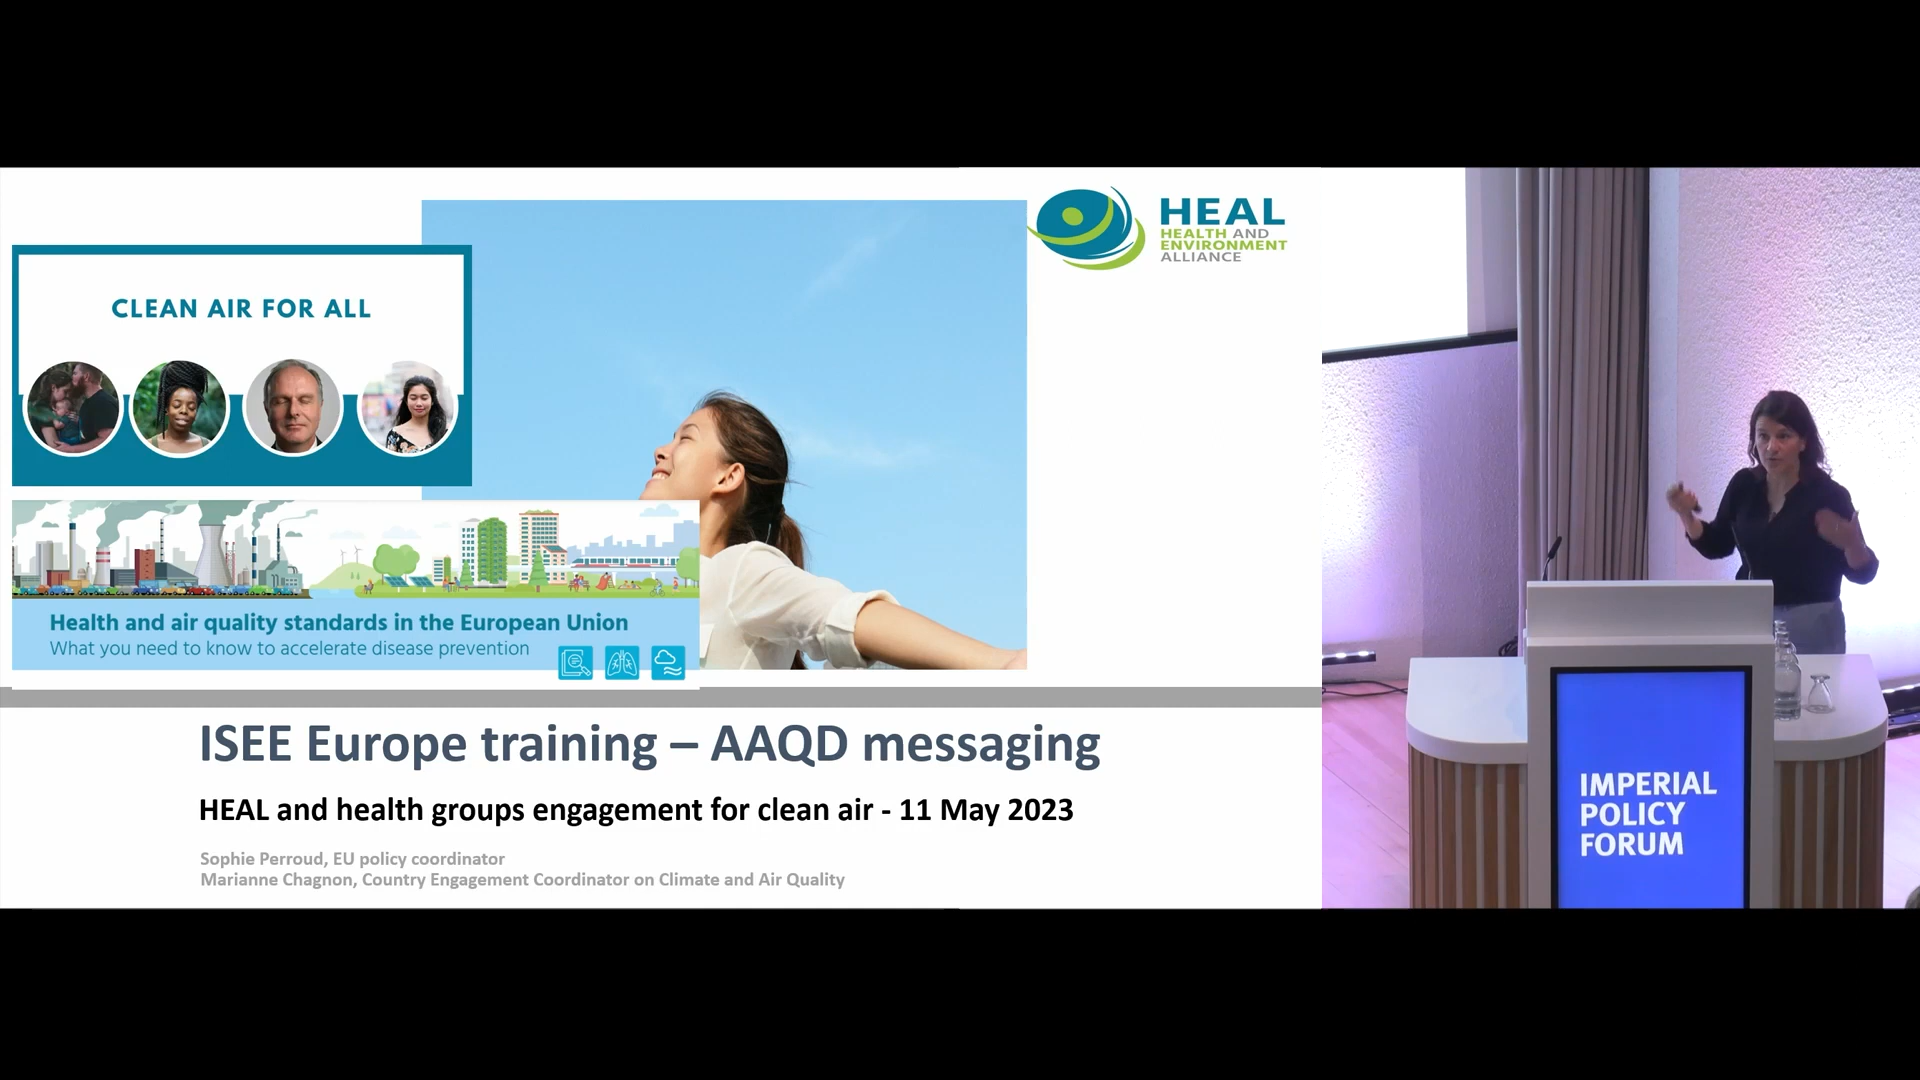 HEAL
HEALTH AND
ENVIRONMENT
ALLIANCE
CLEAN AIR FOR ALL
Health and air quality standards in the European Union
What you need to know to accelerate disease prevention
ISEE Europe training – AAQD messaging
HEAL and health groups engagement for clean air - 11 May 2023
Sophie Perroud, EU policy coordinator
Marianne Chagnon, Country Engagement Coordinator on Climate and Air Quality
IMPERIAL
POLICY
FORUM